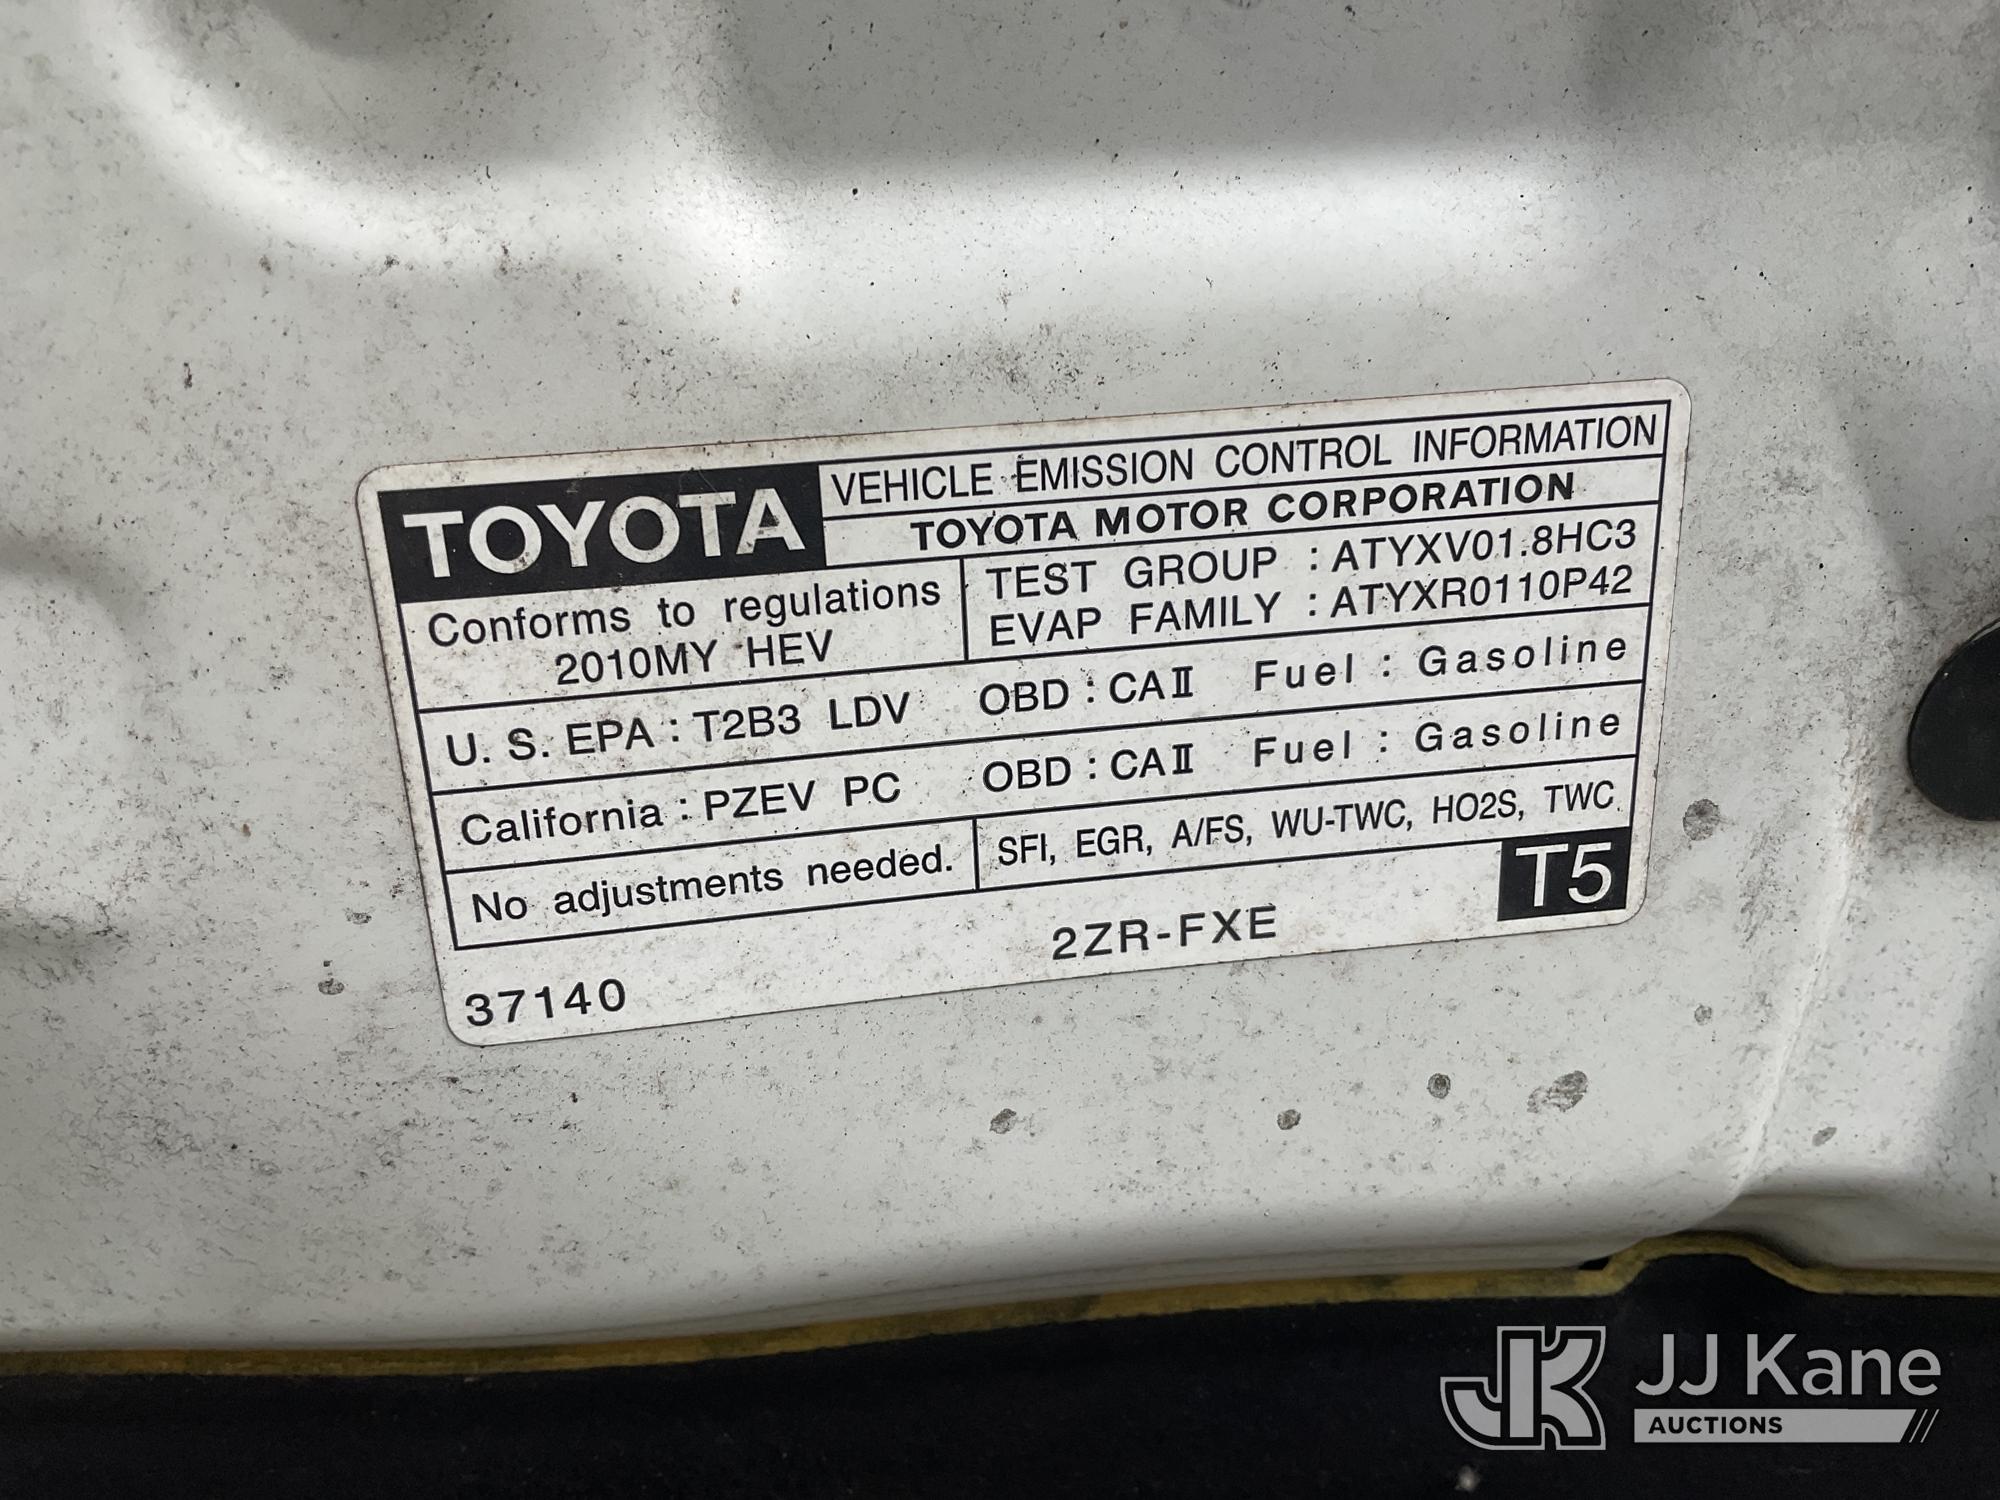 TOYOTA
VEHICLE EMISSION CONTROL INFORMATION
TOYOTA MOTOR CORPORATION
Conforms to regulations
2010MY HEV
TEST GROUP : ATYXV01.8HC3
EVAP FAMILY : ATYXR0110P42
U. S. EPA : T2B3 LDV OBD : CAⅡ Fuel : Gasoline
California : PZEV PC OBD : CAⅡ Fuel : Gasoline
No adjustments needed. SFI, EGR, A/FS, WU-TWC, HO2S, TWC
T5
37140 2ZR-FXE
JK JJ Kane
AUCTIONS